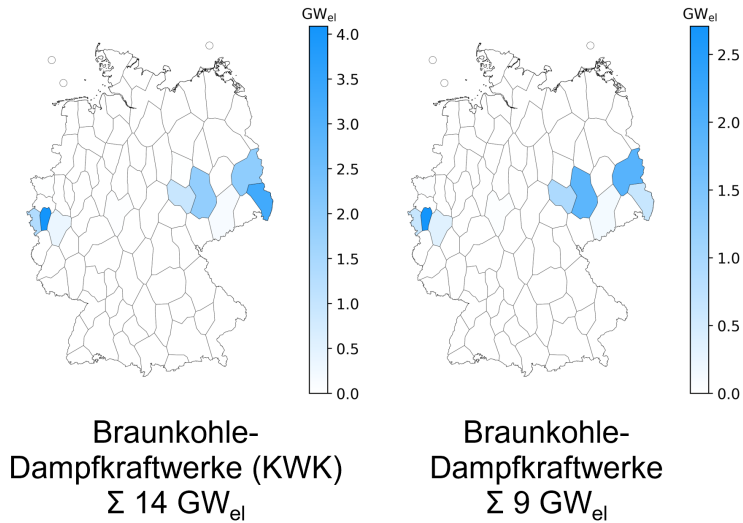 GWel
4.0
3.5
3.0
2.5
2.0
1.5
1.0
0.5
0.0
Braunkohle-
Dampfkraftwerke (KWK)
Σ 14 GWel
GWel
2.5
2.0
1.5
1.0
0.5
0.0
Braunkohle-
Dampfkraftwerke
Σ 9 GWel